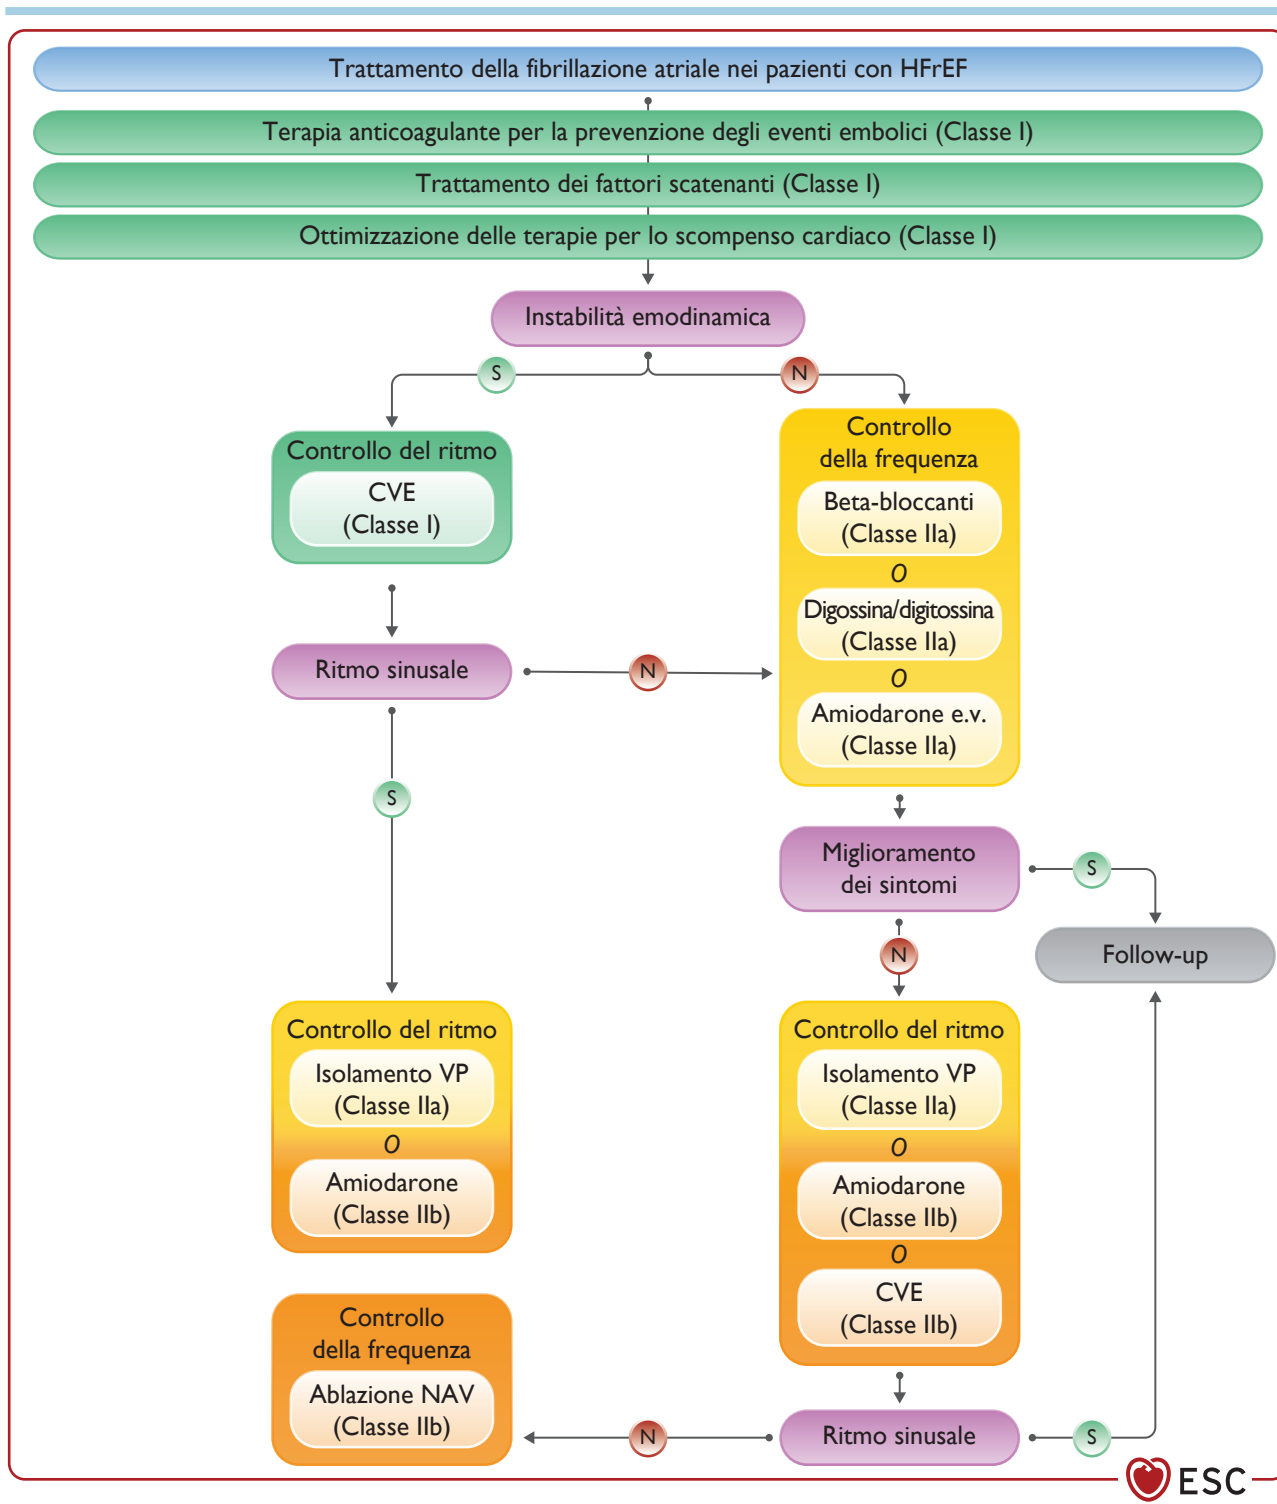 Trattamento della fibrillazione atriale nei pazienti con HFrEF
Terapia anticoagulante per la prevenzione degli eventi embolici (Classe I)
Trattamento dei fattori scatenanti (Classe I)
Ottimizzazione delle terapie per lo scompenso cardiaco (Classe I)
Instabilità emodinamica
S
N
Controllo del ritmo
CVE
(Classe I)
Controllo
della frequenza
Beta-bloccanti
(Classe IIa)
O
Digossina/digitossina
(Classe IIa)
O
Amiodarone e.v.
(Classe IIa)
Ritmo sinusale
N
S
Miglioramento
dei sintomi
S
N
Follow-up
Controllo del ritmo
Isolamento VP
(Classe IIa)
O
Amiodarone
(Classe IIb)
Controllo del ritmo
Isolamento VP
(Classe IIa)
O
Amiodarone
(Classe IIb)
O
CVE
(Classe IIb)
Controllo
della frequenza
Ablazione NAV
(Classe IIb)
N
Ritmo sinusale
S
ESC